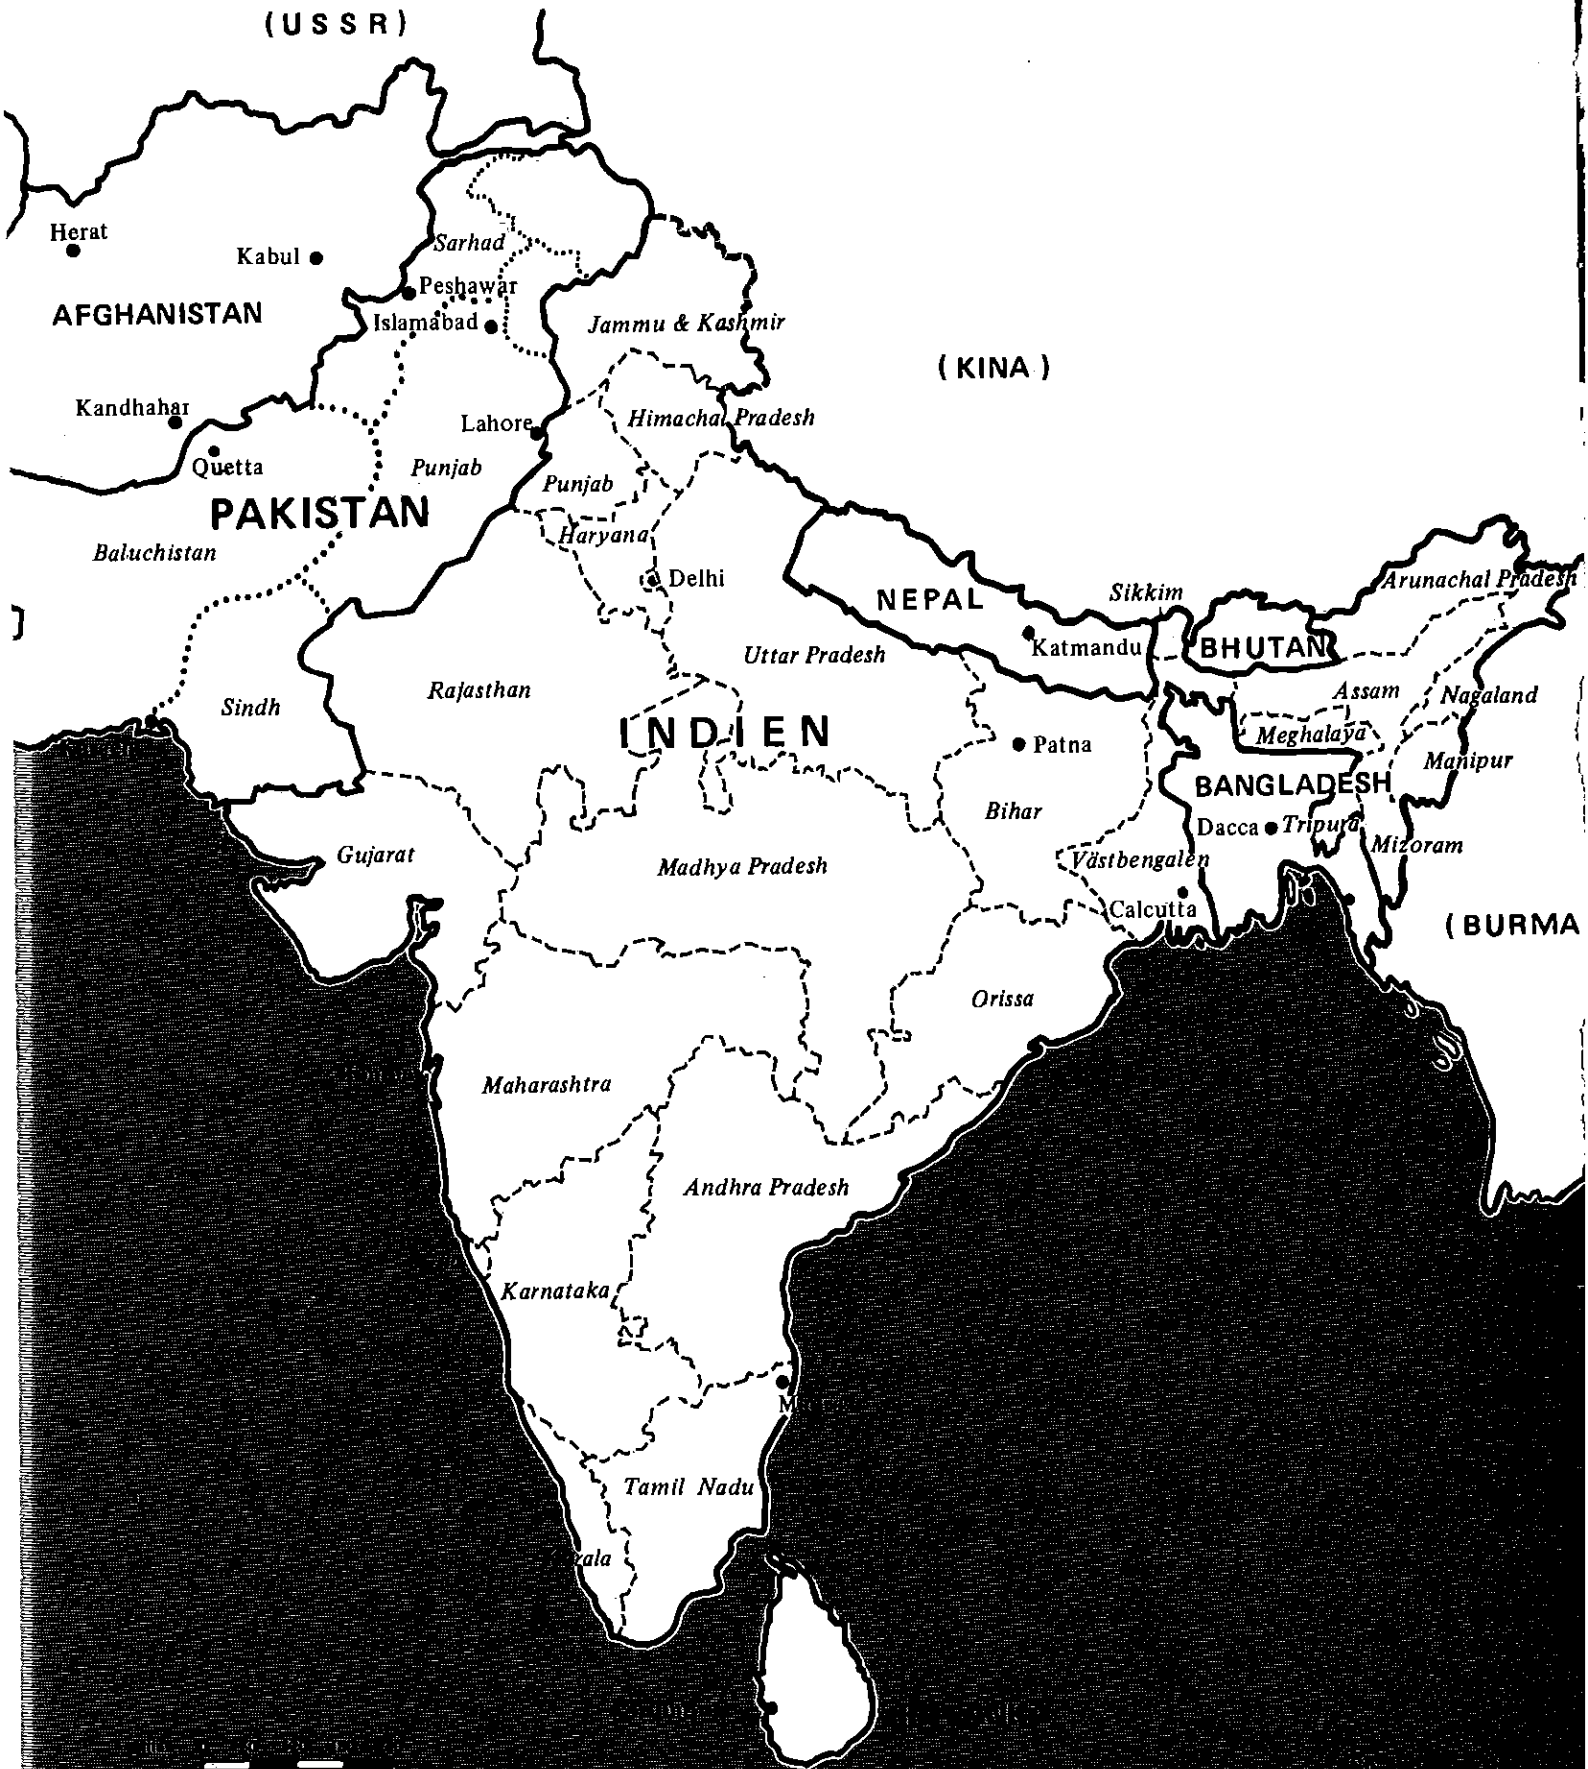 (USSR)
Herat
Kabul
Sarhad
Peshawar
AFGHANISTAN
Islamabad
Jammu & Kashmir
(KINA)
Kandhahar
Lahore
Himachal Pradesh
Quetta
Punjab
Punjab
PAKISTAN
Haryana
Baluchistan
Delhi
Arunachal Pradesh
NEPAL
Sikkim
Katmandu
BHUTAN
Uttar Pradesh
Rajasthan
Assam
Nagaland
Sindh
INDIEN
Patna
Meghalaya
Manipur
BANGLADESH
Bihar
Dacca
Tripura
Mizoram
Gujarat
Madhya Pradesh
Västbengalen
Calcutta
(BURMA
Orissa
Maharashtra
Andhra Pradesh
Karnataka
Tamil Nadu